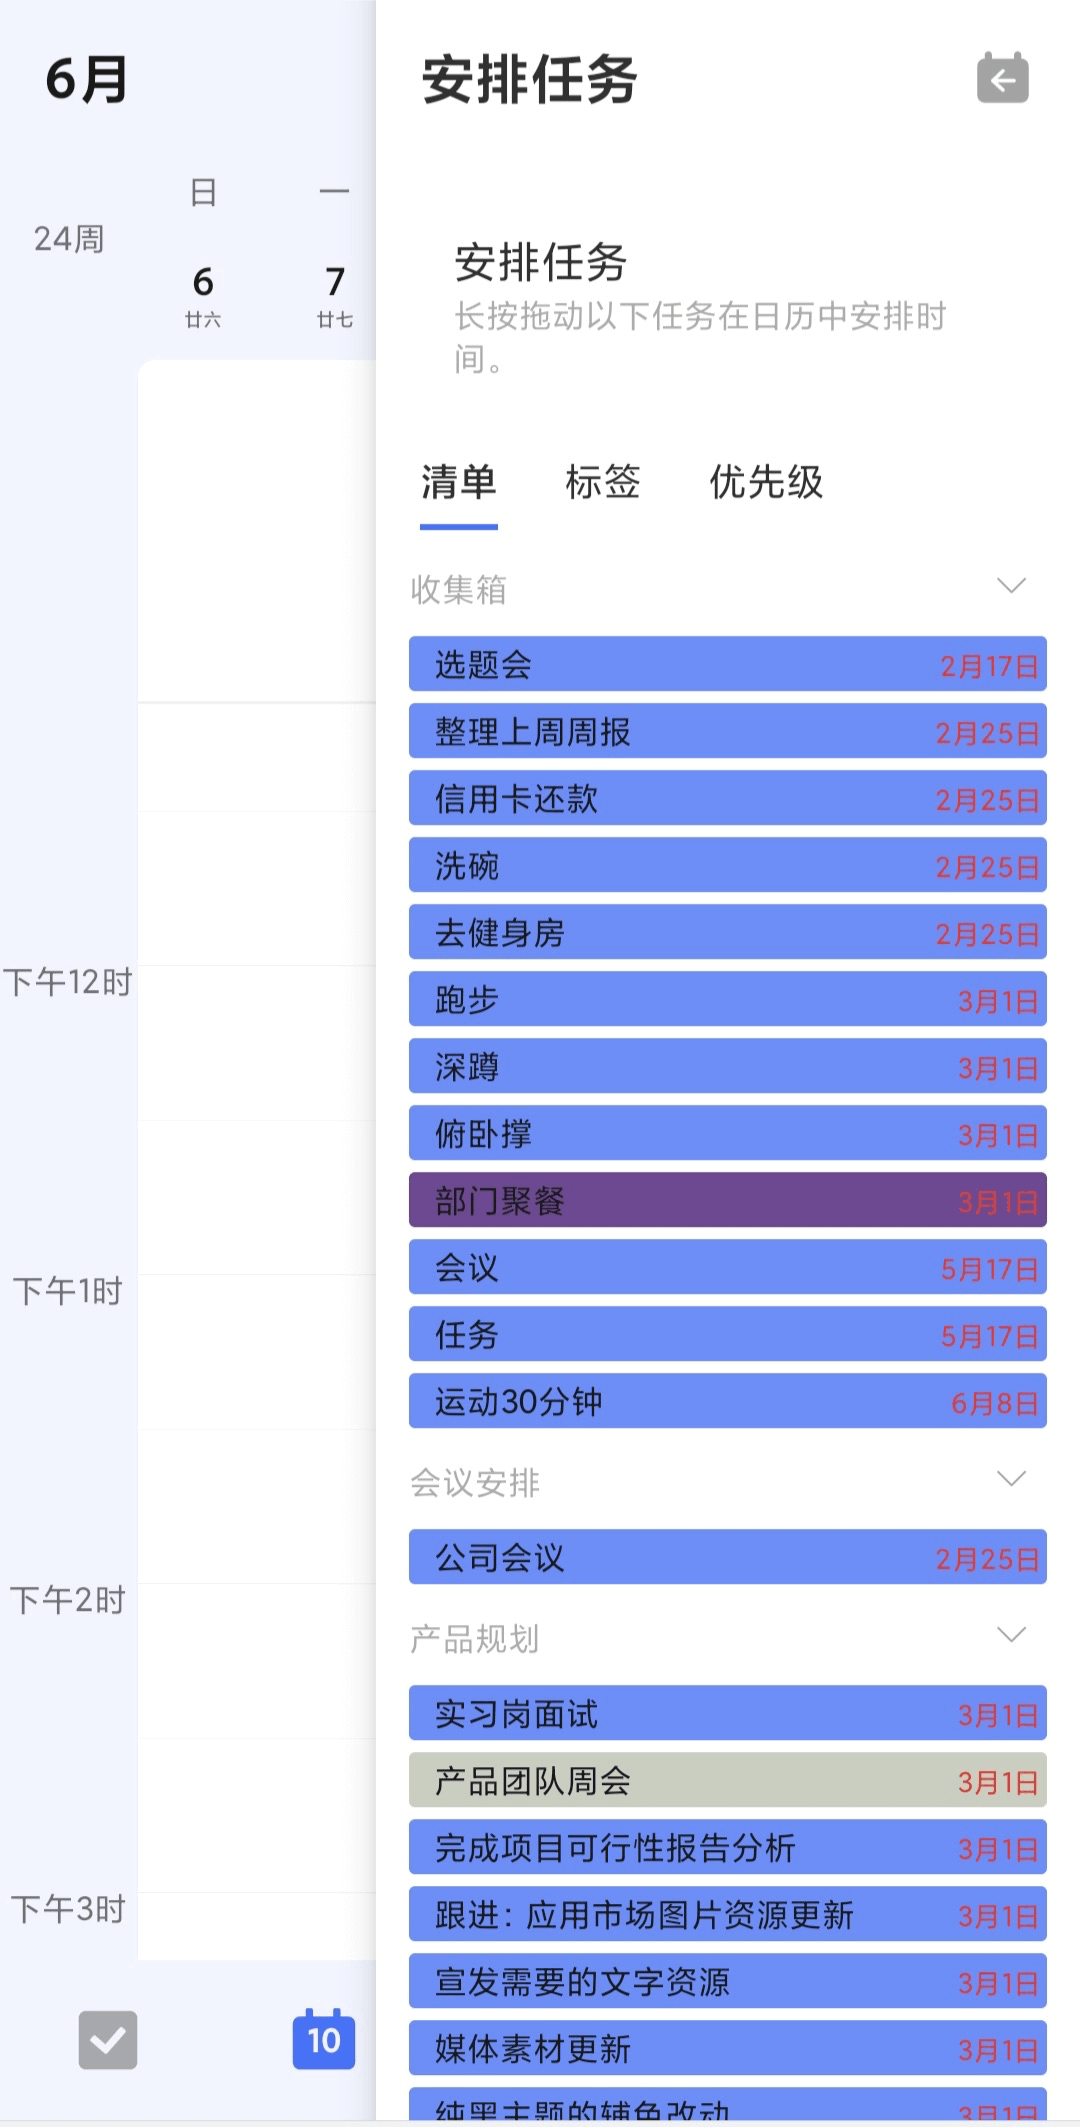 6月
日
一
24周
6
7
廿六
廿七
下午12时
下午1时
下午2时
下午3时
10
安排任务
安排任务
长按拖动以下任务在日历中安排时
间。
清单
标签
优先级
收集箱
选题会 2月17日
整理上周周报 2月25日
信用卡还款 2月25日
洗碗 2月25日
去健身房 2月25日
跑步 3月1日
深蹲 3月1日
俯卧撑 3月1日
部门聚餐 3月1日
会议 5月17日
任务 5月17日
运动30分钟 6月8日
会议安排
公司会议 2月25日
产品规划
实习岗面试 3月1日
产品团队周会 3月1日
完成项目可行性报告分析 3月1日
跟进：应用市场图片资源更新 3月1日
宣发需要的文字资源 3月1日
媒体素材更新 3月1日
纯黑主题的辅色改动 3月1日